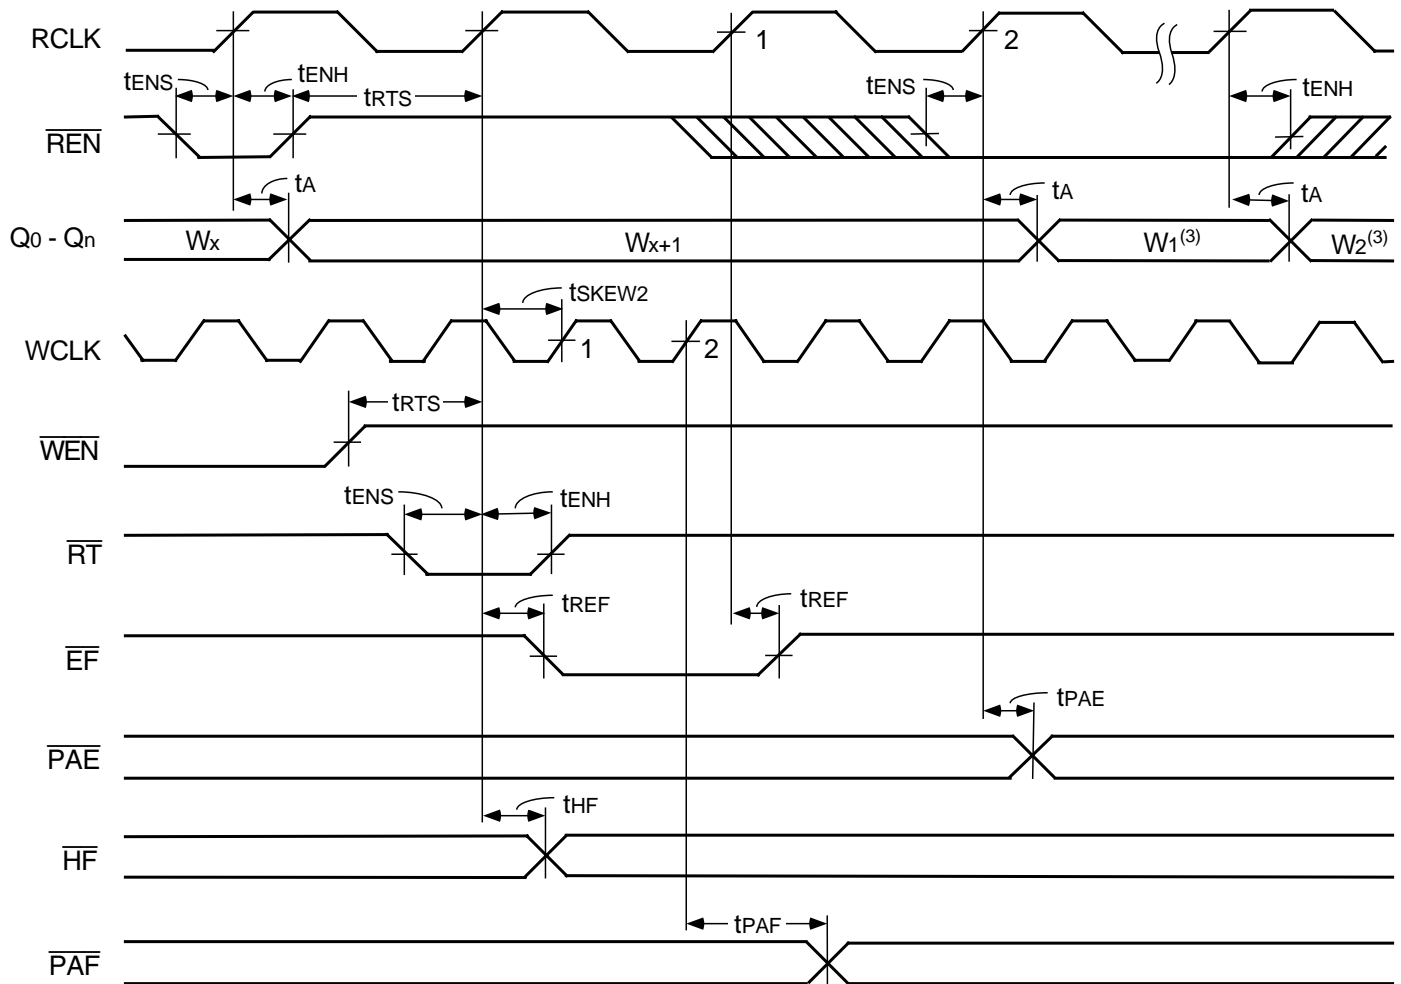 RCLK
1
2
tENS
tENH
tRTS
tENS
tENH
REN
tA
tA
tA
Q0 - Qn
Wx
Wx+1
W1(3)
W2(3)
tSKEW2
WCLK
1
2
tRTS
WEN
tENS
tENH
RT
tREF
tREF
EF
tPAE
PAE
tHF
HF
tPAF
PAF